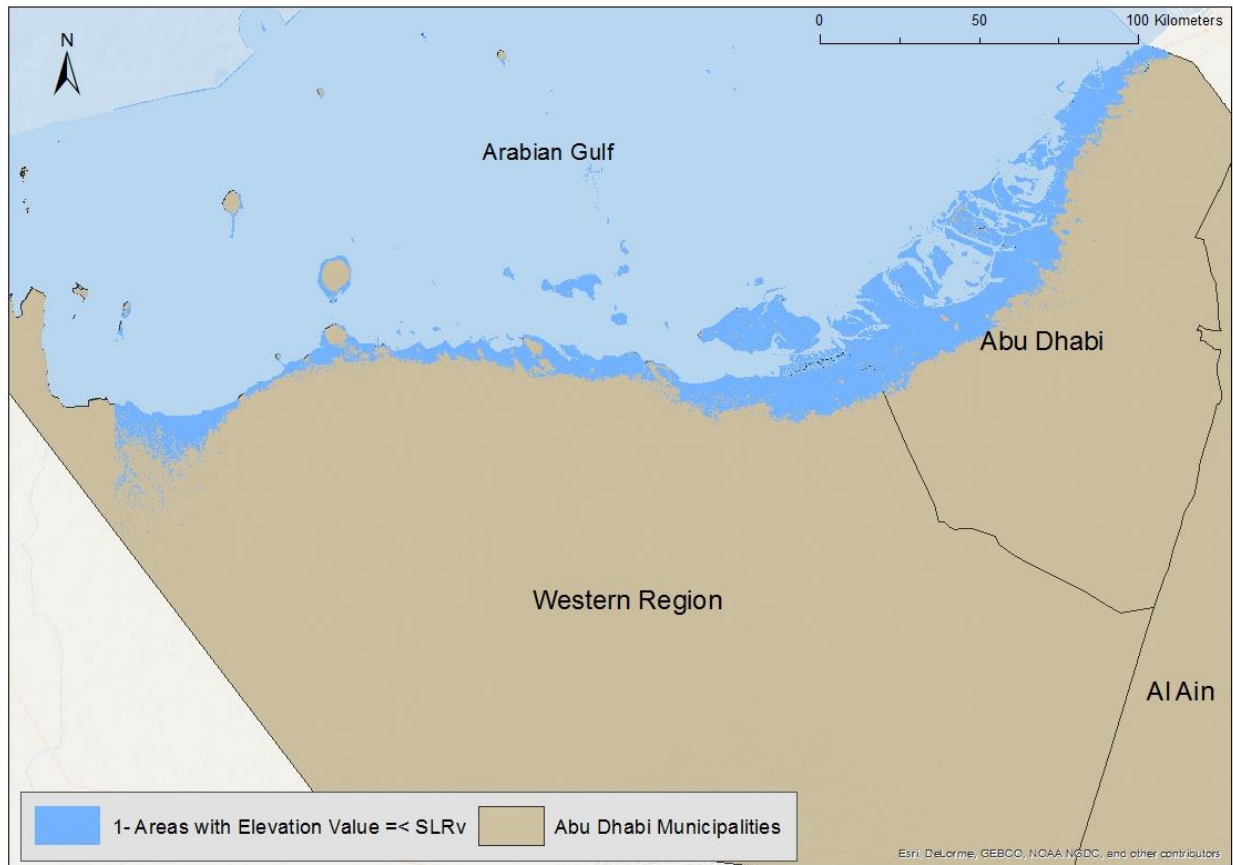 0 50 100 Kilometers
N
Arabian Gulf
Abu Dhabi
Western Region
Al Ain
1- Areas with Elevation Value =< SLRv
Abu Dhabi Municipalities
Esri, DeLorme, GEBCO, NOAA NGDC, and other contributors